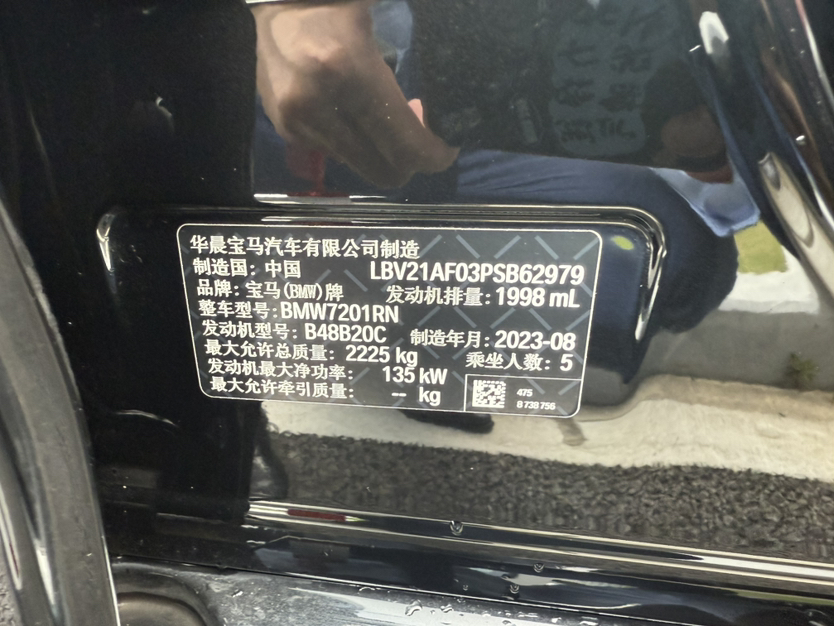 华晨宝马汽车有限公司制造
制造国: 中国 LBV21AF03PSB62979
品牌: 宝马(BMW)牌 发动机排量: 1998 mL
整车型号: BMW7201RN
发动机型号: B48B20C 制造年月: 2023-08
最大允许总质量: 2225 kg 乘坐人数: 5
发动机最大净功率: 135 kW
最大允许牵引质量: -- kg
475
8 738 756